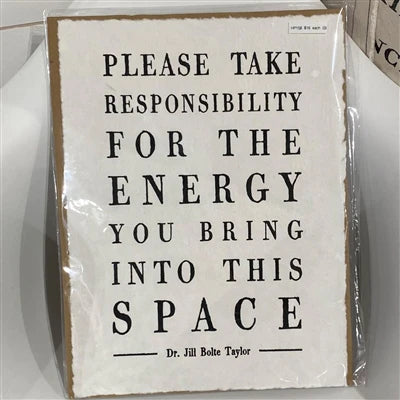 PLEASE TAKE
RESPONSIBILITY
FOR THE
ENERGY
YOU BRING
INTO THIS
SPACE
Dr. Jill Bolte Taylor